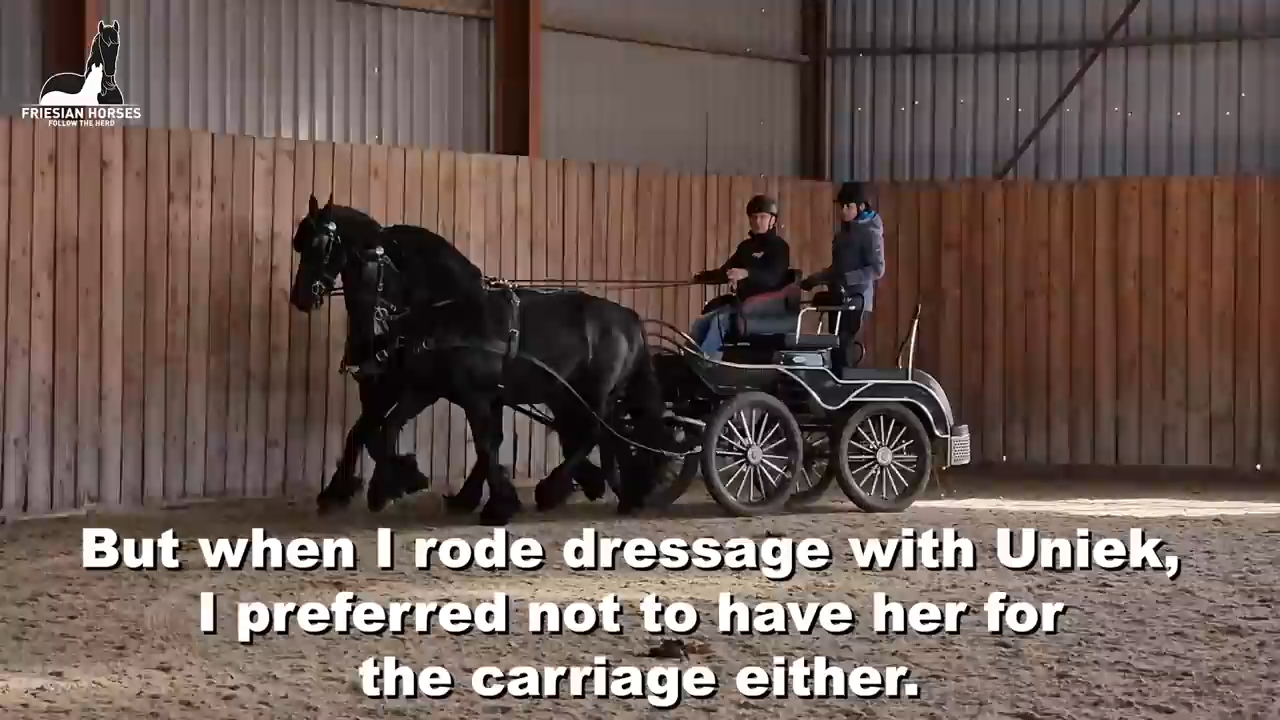 FRIESIAN HORSES
FOLLOW THE HERD
But when I rode dressage with Uniek,
I preferred not to have her for
the carriage either.